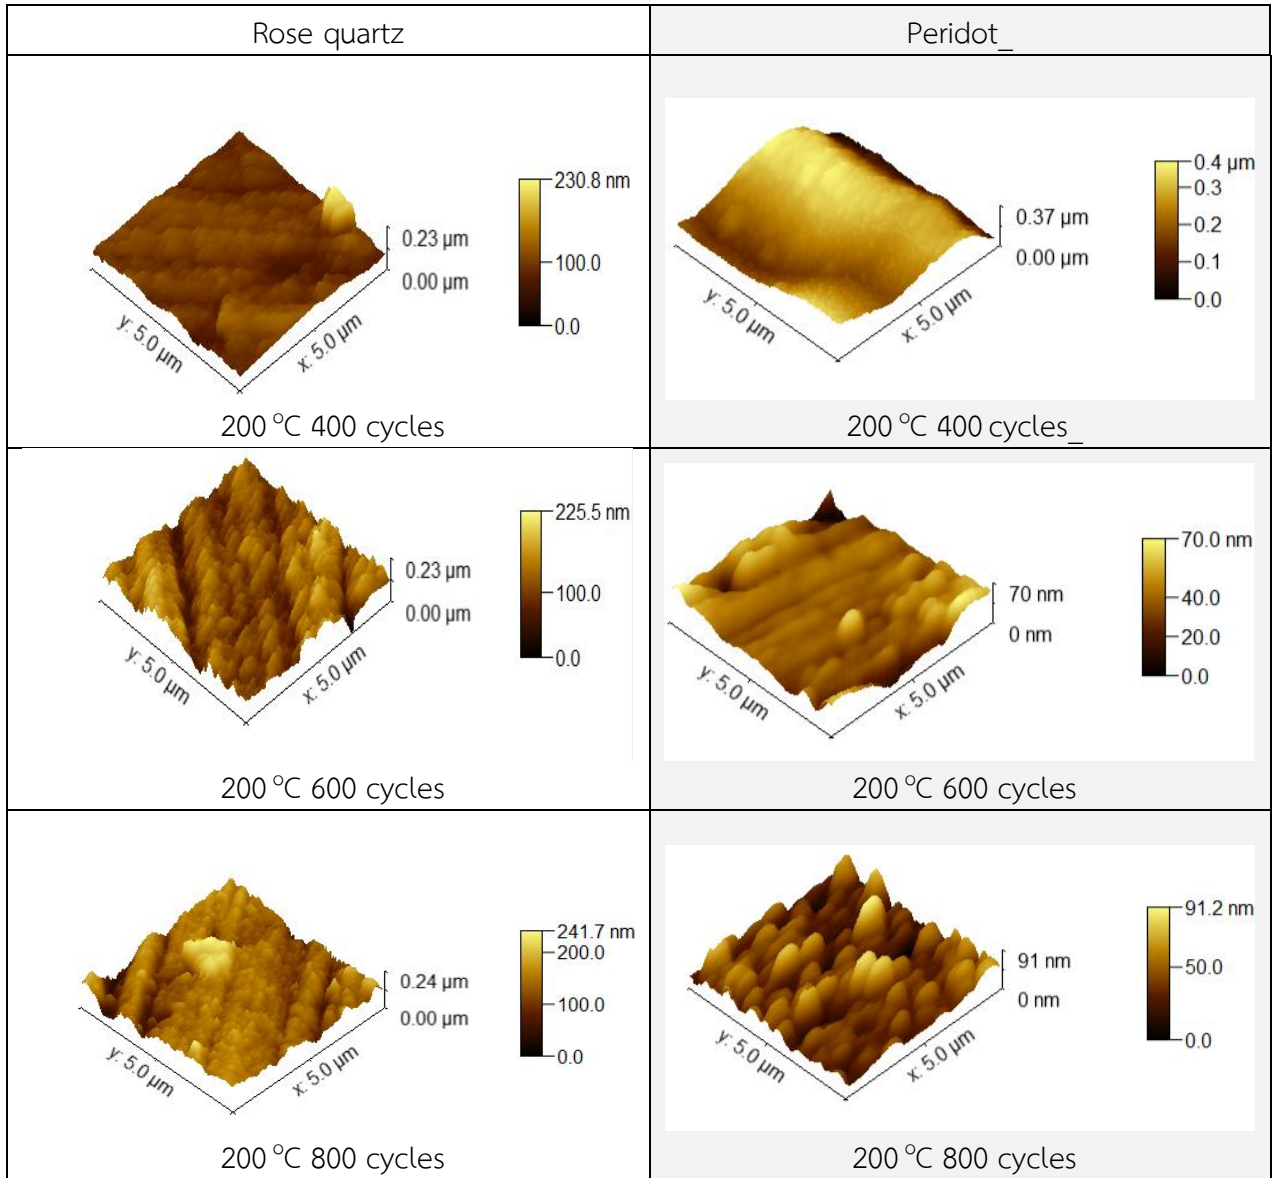 Rose quartz
Peridot_
230.8 nm
100.0
0.0
0.23 µm
0.00 µm
y: 5.0 µm
x: 5.0 µm
200 °C 400 cycles
0.4 µm
0.3
0.2
0.1
0.0
0.37 µm
0.00 µm
y: 5.0 µm
x: 5.0 µm
200 °C 400 cycles_
225.5 nm
100.0
0.0
0.23 µm
0.00 µm
y: 5.0 µm
x: 5.0 µm
200 °C 600 cycles
70.0 nm
40.0
20.0
0.0
70 nm
0 nm
y: 5.0 µm
x: 5.0 µm
200 °C 600 cycles
241.7 nm
200.0
100.0
0.0
0.24 µm
0.00 µm
y: 5.0 µm
x: 5.0 µm
200 °C 800 cycles
91.2 nm
50.0
0.0
91 nm
0 nm
y: 5.0 µm
x: 5.0 µm
200 °C 800 cycles